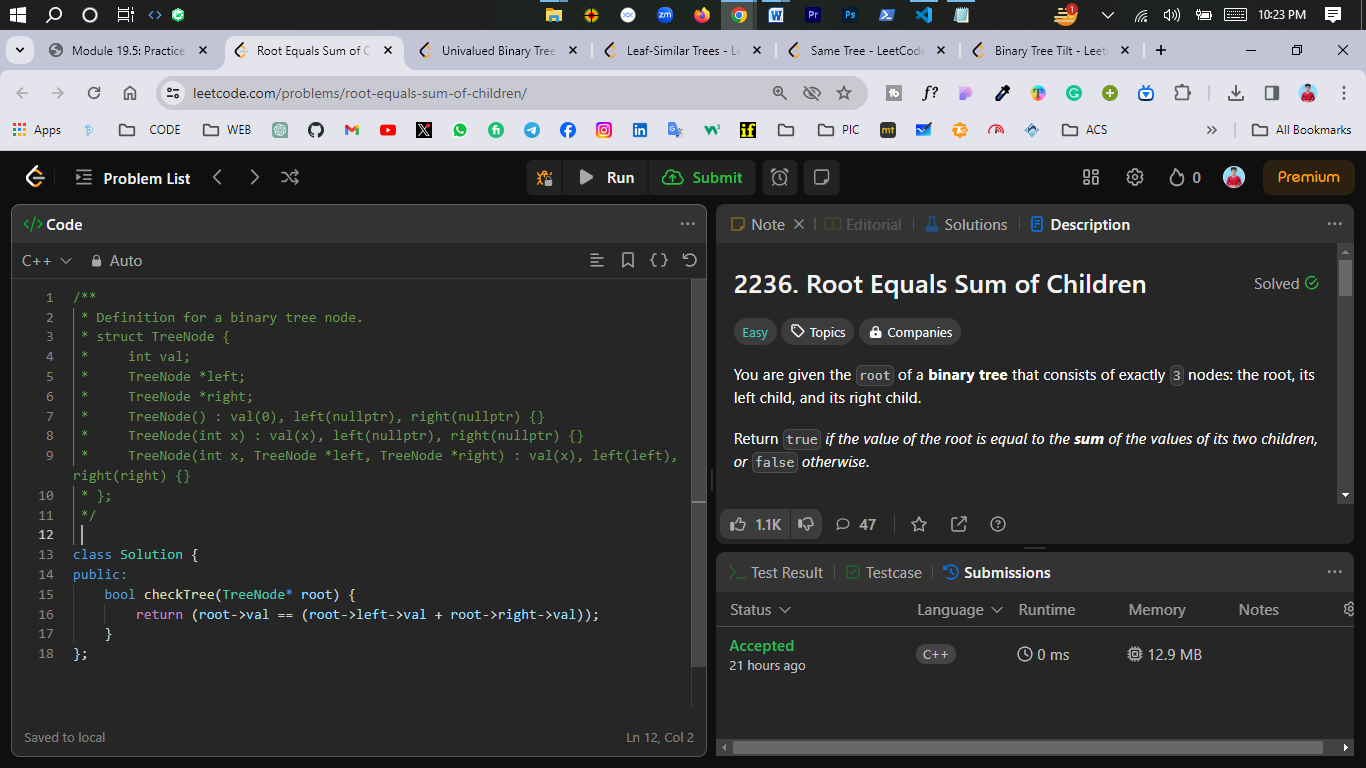 10:23 PM
Module 19.5: Practice
Root Equals Sum of C
Univalued Binary Tree
Leaf-Similar Trees - Le
Same Tree - LeetCode
Binary Tree Tilt - Leet
leetcode.com/problems/root-equals-sum-of-children/
Apps
CODE
WEB
PIC
ACS
All Bookmarks
Problem List
Run
Submit
0
Premium
Code
C++
Auto
1 /**
2 * Definition for a binary tree node.
3 * struct TreeNode {
4 *     int val;
5 *     TreeNode *left;
6 *     TreeNode *right;
7 *     TreeNode() : val(0), left(nullptr), right(nullptr) {}
8 *     TreeNode(int x) : val(x), left(nullptr), right(nullptr) {}
9 *     TreeNode(int x, TreeNode *left, TreeNode *right) : val(x), left(left),
right(right) {}
10 * };
11 */
12
13 class Solution {
14 public:
15     bool checkTree(TreeNode* root) {
16         return (root->val == (root->left->val + root->right->val));
17     }
18 };
Saved to local
Ln 12, Col 2
Note
Editorial
Solutions
Description
2236. Root Equals Sum of Children
Solved
Easy
Topics
Companies
You are given the root of a binary tree that consists of exactly 3 nodes: the root, its
left child, and its right child.
Return true if the value of the root is equal to the sum of the values of its two children,
or false otherwise.
1.1K
47
Test Result
Testcase
Submissions
Status
Language
Runtime
Memory
Notes
Accepted
21 hours ago
C++
0 ms
12.9 MB